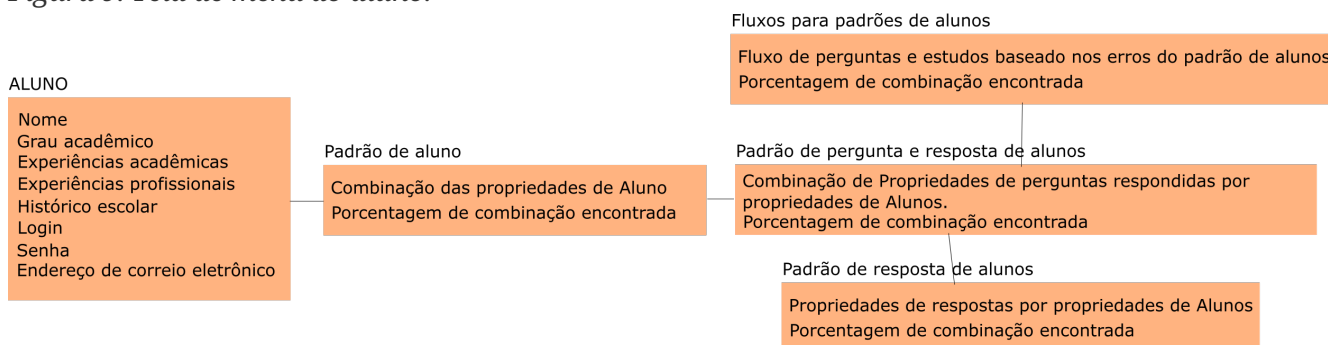 Fluxos para padrões de alunos
Fluxo de perguntas e estudos baseado nos erros do padrão de alunos
Porcentagem de combinação encontrada
ALUNO
Nome
Grau acadêmico
Experiências acadêmicas
Experiências profissionais
Histórico escolar
Login
Senha
Endereço de correio eletrônico
Padrão de aluno
Combinação das propriedades de Aluno
Porcentagem de combinação encontrada
Padrão de pergunta e resposta de alunos
Combinação de Propriedades de perguntas respondidas por
propriedades de Alunos.
Porcentagem de combinação encontrada
Padrão de resposta de alunos
Propriedades de respostas por propriedades de Alunos
Porcentagem de combinação encontrada